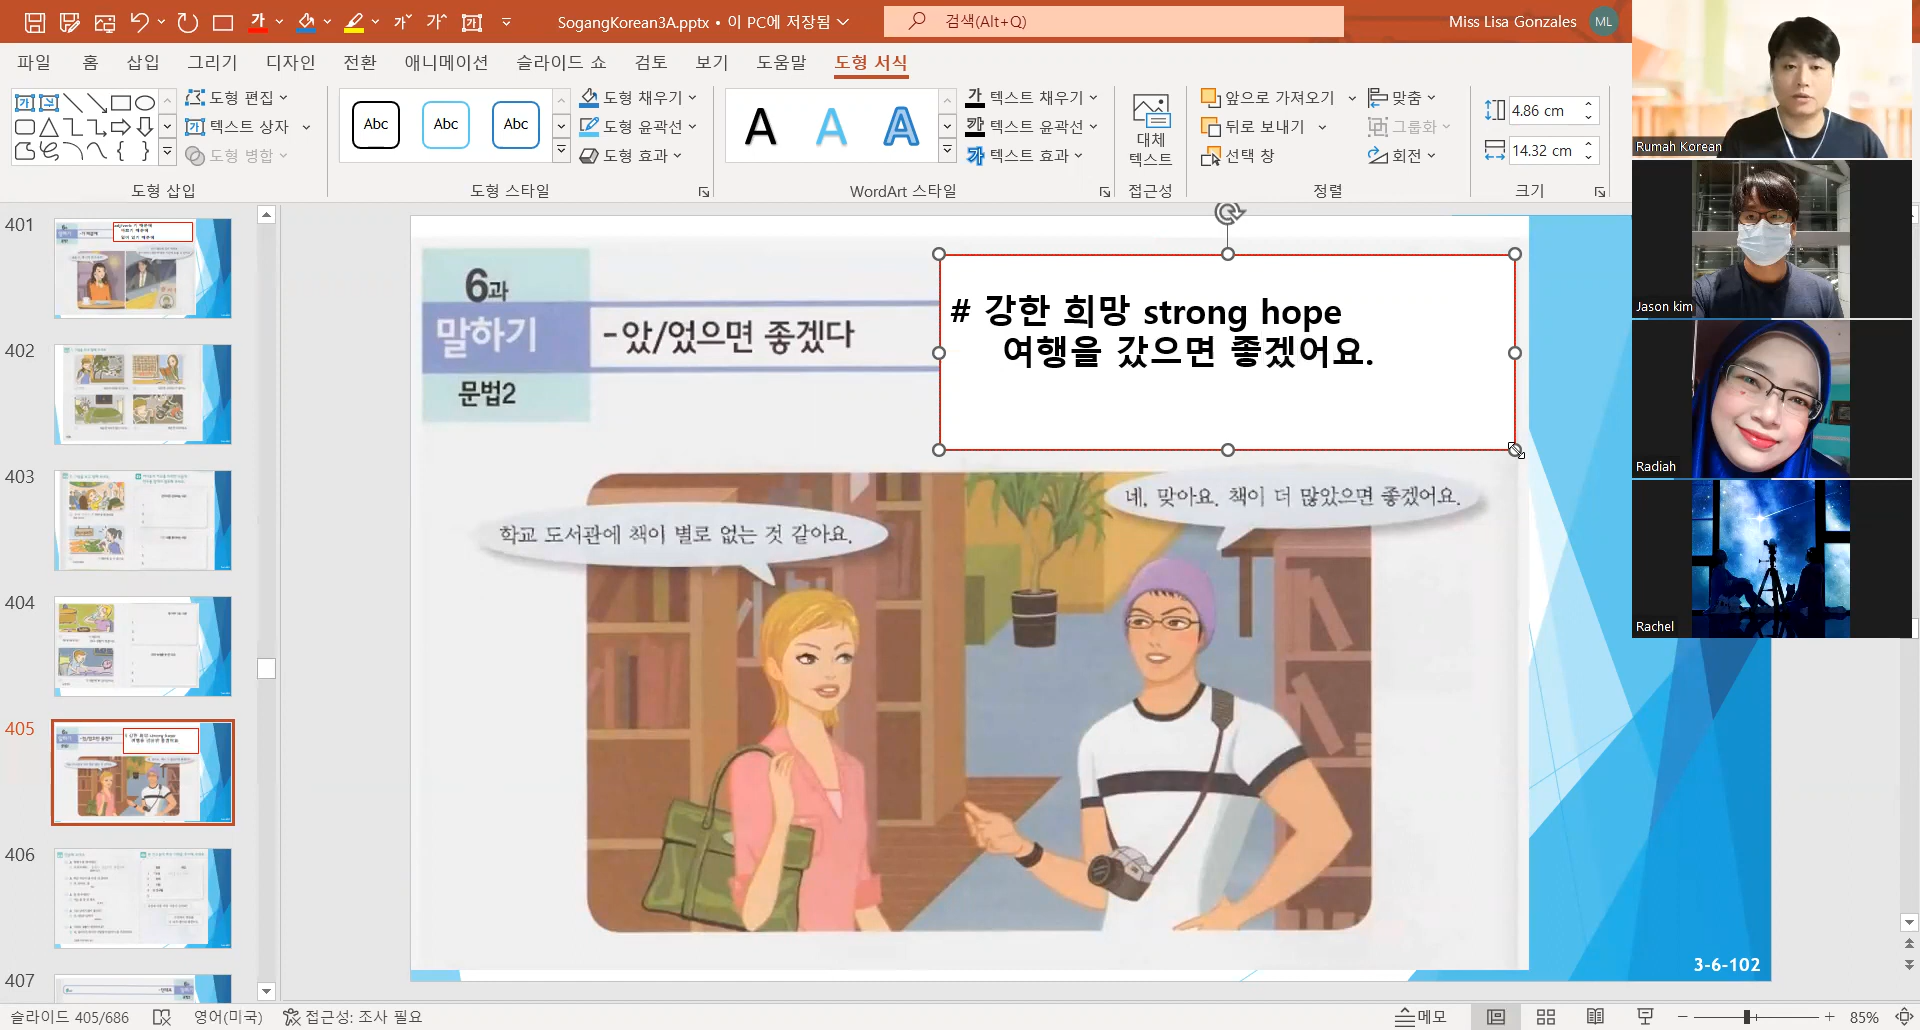 SogangKorean3A.pptx • 이 PC에 저장됨
검색(Alt+Q)
Miss Lisa Gonzales
ML
파일 홈 삽입 그리기 디자인 전환 애니메이션 슬라이드 쇼 검토 보기 도움말 도형 서식
도형 편집
텍스트 상자
도형 병합
도형 삽입
Abc Abc Abc
도형 채우기
도형 윤곽선
도형 효과
도형 스타일
A A A
텍스트 채우기
텍스트 윤곽선
텍스트 효과
WordArt 스타일
대체
텍스트
접근성
앞으로 가져오기
뒤로 보내기
선택 창
맞춤
그룹화
회전
정렬
4.86 cm
14.32 cm
크기
401
402
403
404
405
406
407
6과
말하기
문법2
-았/었으면 좋겠다
# 강한 희망 strong hope
여행을 갔으면 좋겠어요.
학교 도서관에 책이 별로 없는 것 같아요.
네, 맞아요. 책이 더 많았으면 좋겠어요.
3-6-102
Rumah Korean
Jason kim
Radiah
Rachel
슬라이드 405/686
영어(미국)
접근성: 조사 필요
메모
85%